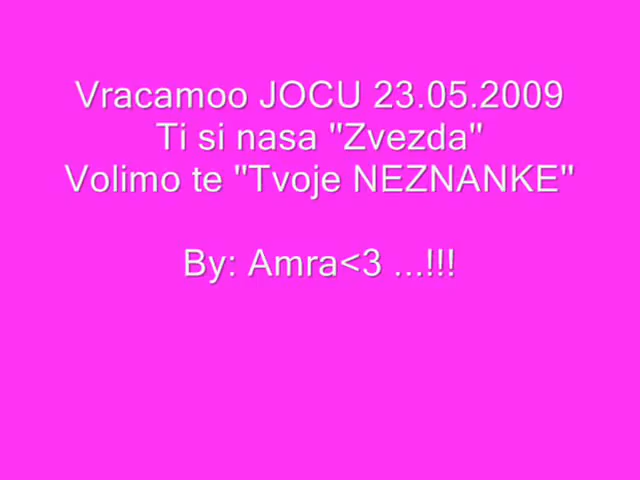 Vracamoo JOCU 23.05.2009
Ti si nasa "Zvezda"
Volimo te "Tvoje NEZNANKE"
By: Amra<3 ...!!!